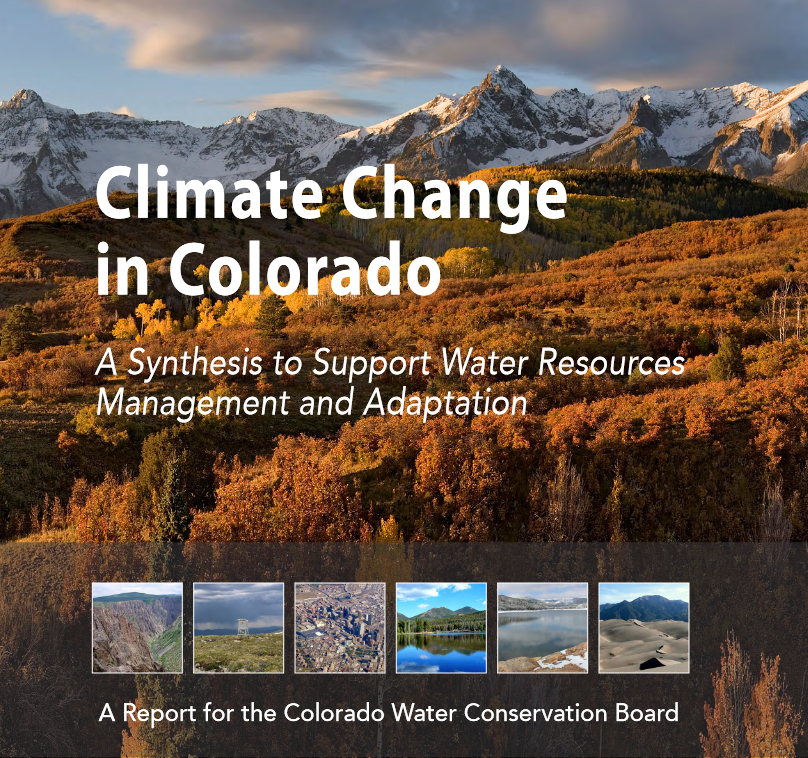 Climate Change
in Colorado
A Synthesis to Support Water Resources
Management and Adaptation
A Report for the Colorado Water Conservation Board